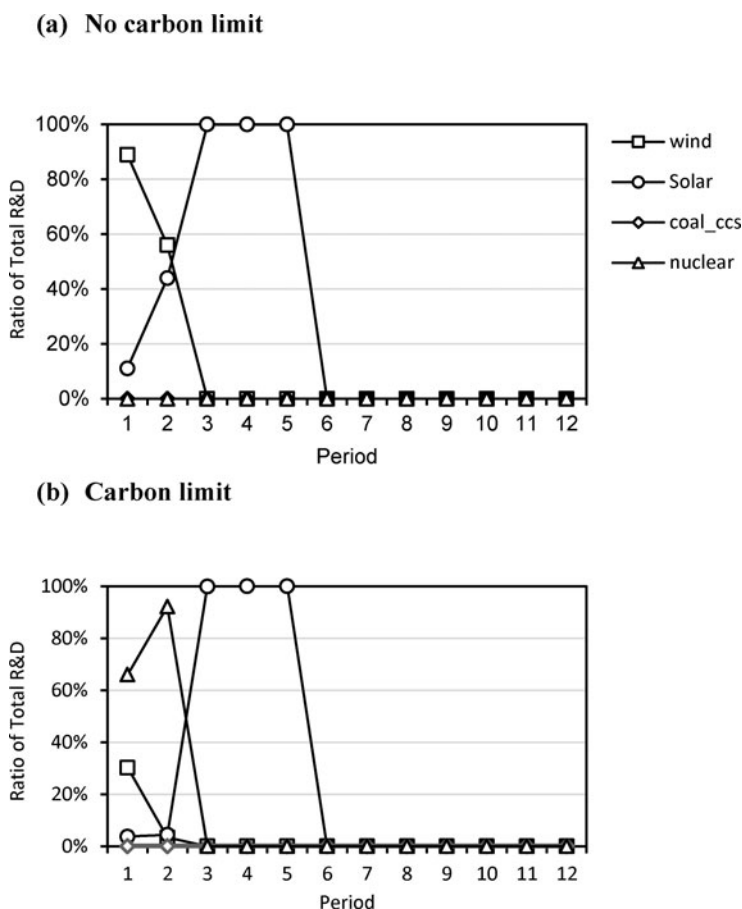 (a) No carbon limit
Ratio of Total R&D
100%
80%
60%
40%
20%
0%
1 2 3 4 5 6 7 8 9 10 11 12
Period
wind
Solar
coal_ccs
nuclear
(b) Carbon limit
Ratio of Total R&D
100%
80%
60%
40%
20%
0%
1 2 3 4 5 6 7 8 9 10 11 12
Period